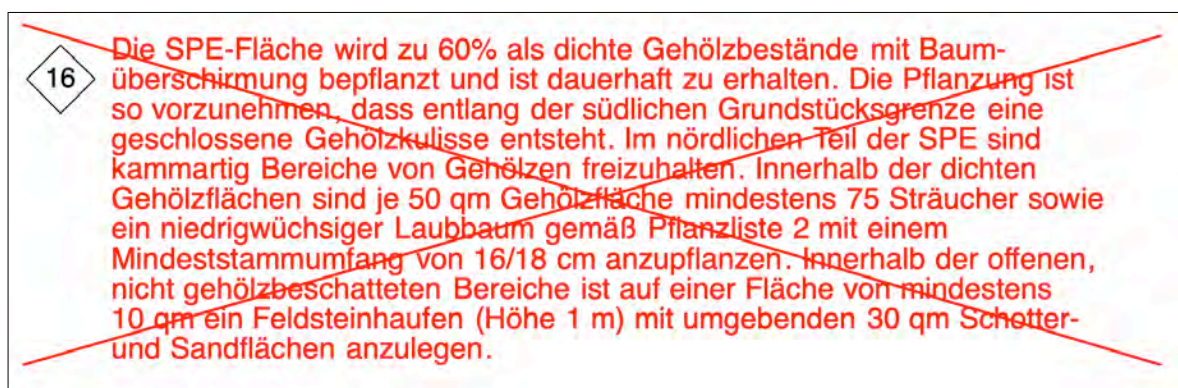 16
Die SPE-Fläche wird zu 60% als dichte Gehölzbestände mit Baum-
überschirmung bepflanzt und ist dauerhaft zu erhalten. Die Pflanzung ist
so vorzunehmen, dass entlang der südlichen Grundstücksgrenze eine
geschlossene Gehölzkulisse entsteht. Im nördlichen Teil der SPE sind
kammartig Bereiche von Gehölzen freizuhalten. Innerhalb der dichten
Gehölzflächen sind je 50 qm Gehölzfläche mindestens 75 Sträucher sowie
ein niedrigwüchsiger Laubbaum gemäß Pflanzliste 2 mit einem
Mindeststammumfang von 16/18 cm anzupflanzen. Innerhalb der offenen,
nicht gehölzbeschatteten Bereiche ist auf einer Fläche von mindestens
10 qm ein Feldsteinhaufen (Höhe 1 m) mit umgebenden 30 qm Schotter-
und Sandflächen anzulegen.